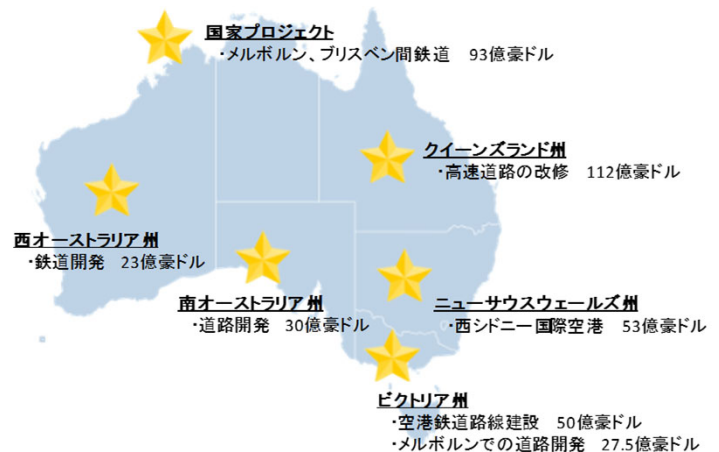 国家プロジェクト
・メルボルン、ブリスベン間鉄道　93億豪ドル
クイーンズランド州
・高速道路の改修　112億豪ドル
西オーストラリア州
・鉄道開発　23億豪ドル
南オーストラリア州
・道路開発　30億豪ドル
ニューサウスウェールズ州
・西シドニー国際空港　53億豪ドル
ビクトリア州
・空港鉄道路線建設　50億豪ドル
・メルボルンでの道路開発　27.5億豪ドル